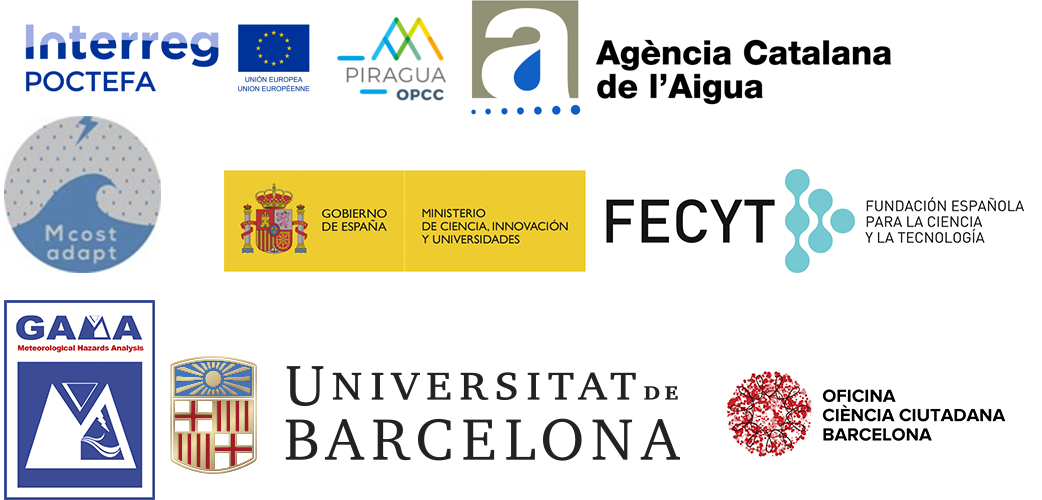 Interreg
POCTEFA
UNIÓN EUROPEA
UNION EUROPÉENNE
PIRAGUA
OPCC
a
Agència Catalana
de l'Aigua
Mcost
adapt
GOBIERNO
DE ESPAÑA
MINISTERIO
DE CIENCIA, INNOVACIÓN
Y UNIVERSIDADES
FECYT
FUNDACIÓN ESPAÑOLA
PARA LA CIENCIA
Y LA TECNOLOGÍA
GAMA
Meteorological Hazards Analysis
UNIVERSITAT DE
BARCELONA
OFICINA
CIÈNCIA CIUTADANA
BARCELONA